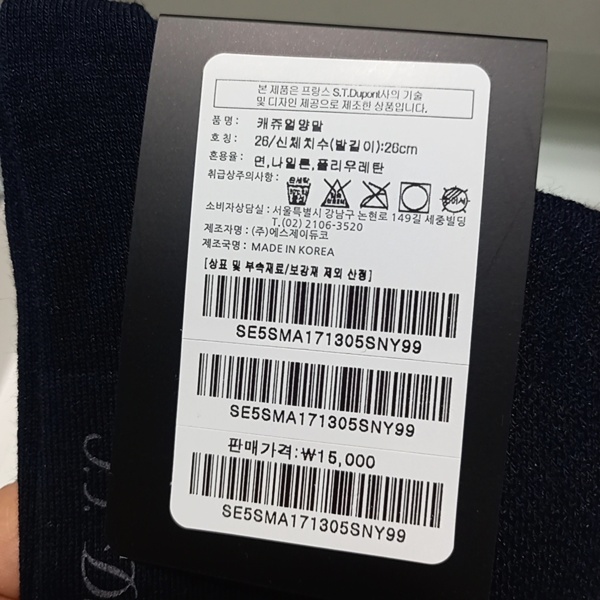 본 제품은 프랑스 S.T.Dupont사의 기술
및 디자인 제공으로 제조한 상품입니다.
품 명 : 캐쥬얼양말
호 칭 : 26/신체치수(발길이):26cm
혼용율 : 면,나일론,폴리우레탄
취급상주의사항 :
손세탁
소비자상담실 : 서울특별시 강남구 논현로 149길 세중빌딩
T.(02) 2106-3520
제조자명 : (주)에스제이듀코
제조국명 : MADE IN KOREA
[상표 및 부속재료/보강재 제외 산정]
SE5SMA171305SNY99
SE5SMA171305SNY99
판매가격:₩15,000
SE5SMA171305SNY99